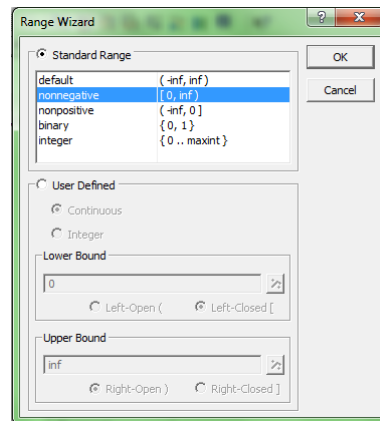 Range Wizard
Standard Range
OK
default ( -inf, inf )
nonnegative [ 0, inf )
Cancel
nonpositive ( -inf, 0 ]
binary { 0, 1 }
integer { 0 .. maxint }
User Defined
Continuous
Integer
Lower Bound
0
Left-Open ( Left-Closed [
Upper Bound
inf
Right-Open ) Right-Closed ]